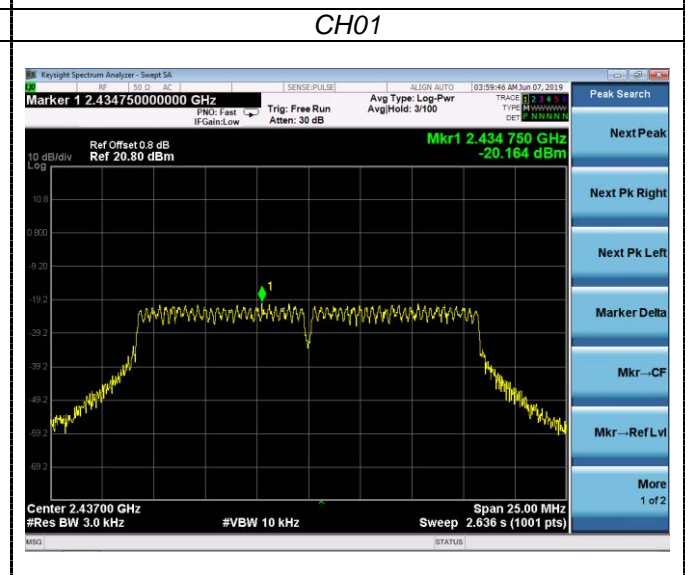 CH01
Keysight Spectrum Analyzer - Swept SA
RF 50 Ω AC SENSE:PULSE ALIGN AUTO 03:59:46 AM Jun 07, 2019
Marker 1 2.434750000000 GHz
PNO: Fast
IFGain:Low
Trig: Free Run
Atten: 30 dB
Avg Type: Log-Pwr
Avg|Hold: 3/100
TRACE 1 2 3 4 5 6
TYPE M WWWWW
DET P N N N N N
Peak Search
Mkr1 2.434 750 GHz
-20.164 dBm
Ref Offset 0.8 dB
10 dB/div Ref 20.80 dBm
Log
10.8
0.800
-9.20
-19.2
-29.2
-39.2
-49.2
-59.2
-69.2
1
Center 2.43700 GHz Span 25.00 MHz
#Res BW 3.0 kHz #VBW 10 kHz Sweep 2.636 s (1001 pts)
MSG STATUS
Next Peak
Next Pk Right
Next Pk Left
Marker Delta
Mkr→CF
Mkr→Ref Lvl
More
1 of 2